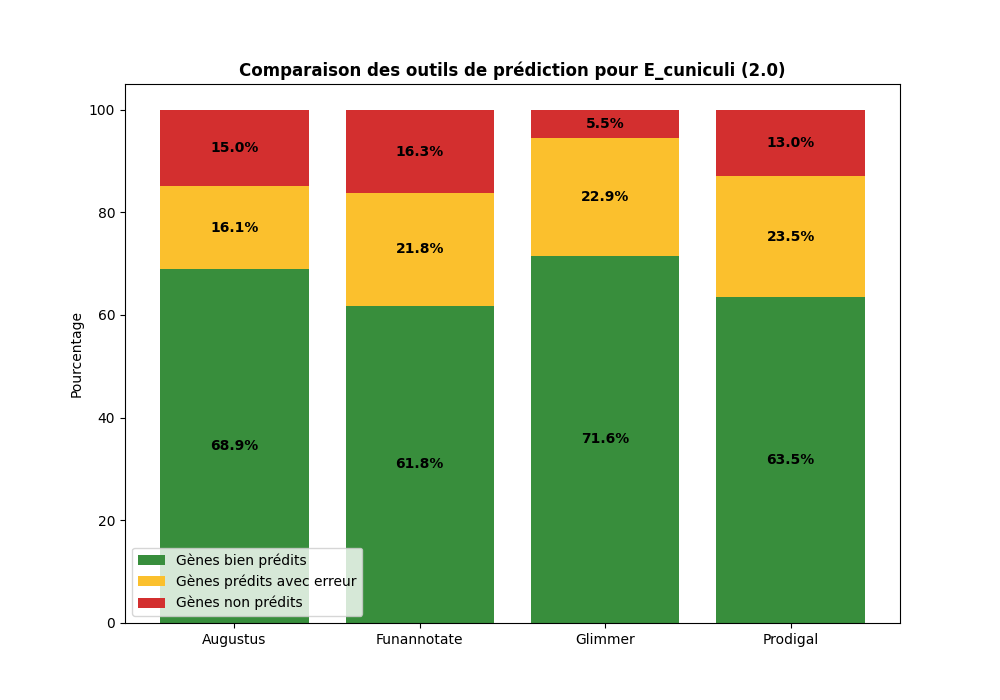 Comparaison des outils de prédiction pour E_cuniculi (2.0)
Pourcentage
100
80
60
40
20
0
15.0%
16.1%
68.9%
16.3%
21.8%
61.8%
5.5%
22.9%
71.6%
13.0%
23.5%
63.5%
Gènes bien prédits
Gènes prédits avec erreur
Gènes non prédits
Augustus
Funannotate
Glimmer
Prodigal